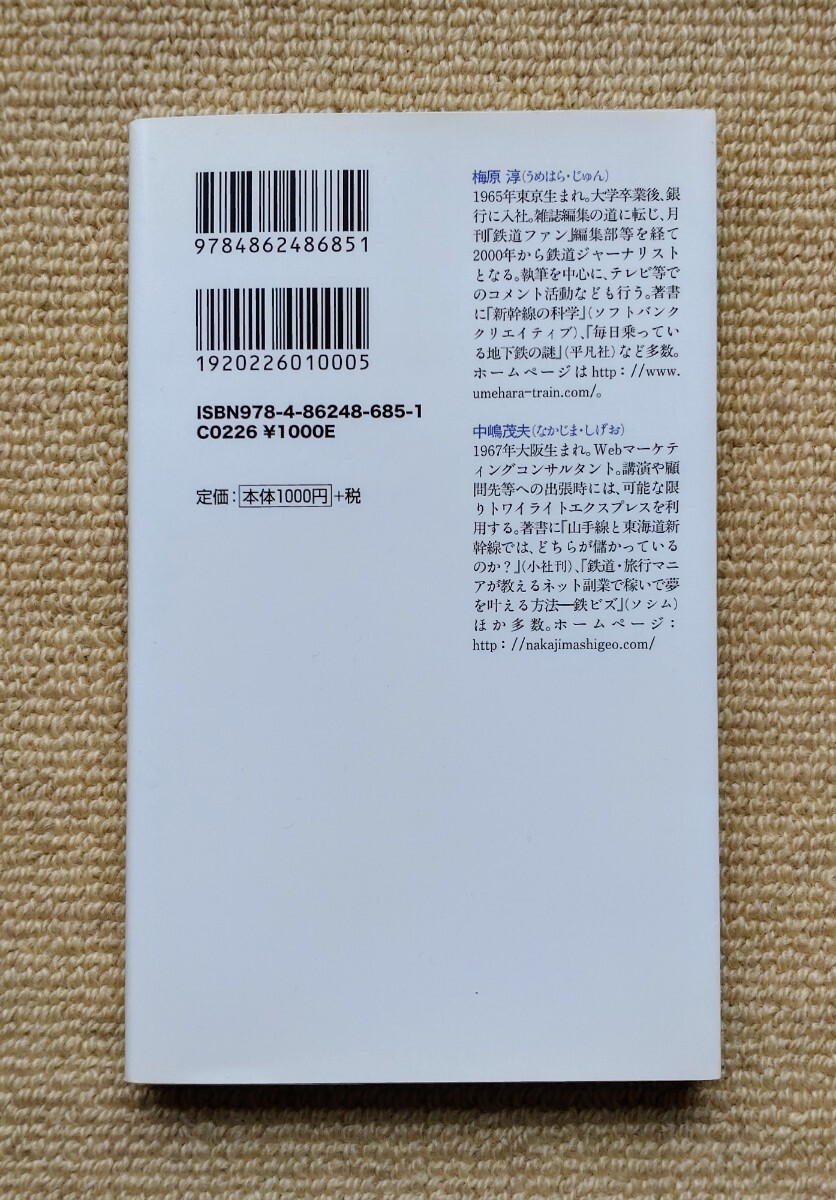 9784862486851
1920226010005
ISBN978-4-86248-685-1
C0226 ¥1000E
定価:本体1000円+税
梅原 淳(うめはら・じゅん)
1965年東京生まれ。大学卒業後、銀
行に入社。雑誌編集の道に転じ、月
刊『鉄道ファン』編集部等を経て
2000年から鉄道ジャーナリスト
となる。執筆を中心に、テレビ等で
のコメント活動なども行う。著書
に『新幹線の科学』(ソフトバンク
クリエイティブ)、『毎日乗ってい
る地下鉄の謎』(平凡社)など多数。
ホームページはhttp://www.
umehara-train.com/。
中嶋茂夫(なかじま・しげお)
1967年大阪生まれ。Webマーケテ
ィングコンサルタント。講演や顧
問先等への出張時には、可能な限
りトワイライトエクスプレスを利
用する。著書に『山手線と東海道新
幹線では、どちらが儲かっている
のか?』(小社刊)、『鉄道・旅行マニ
アが教えるネット副業で稼いで夢
を叶える方法―鉄ビズ』(ソシム)
ほか多数。ホームページ:
http://nakajimashigeo.com/